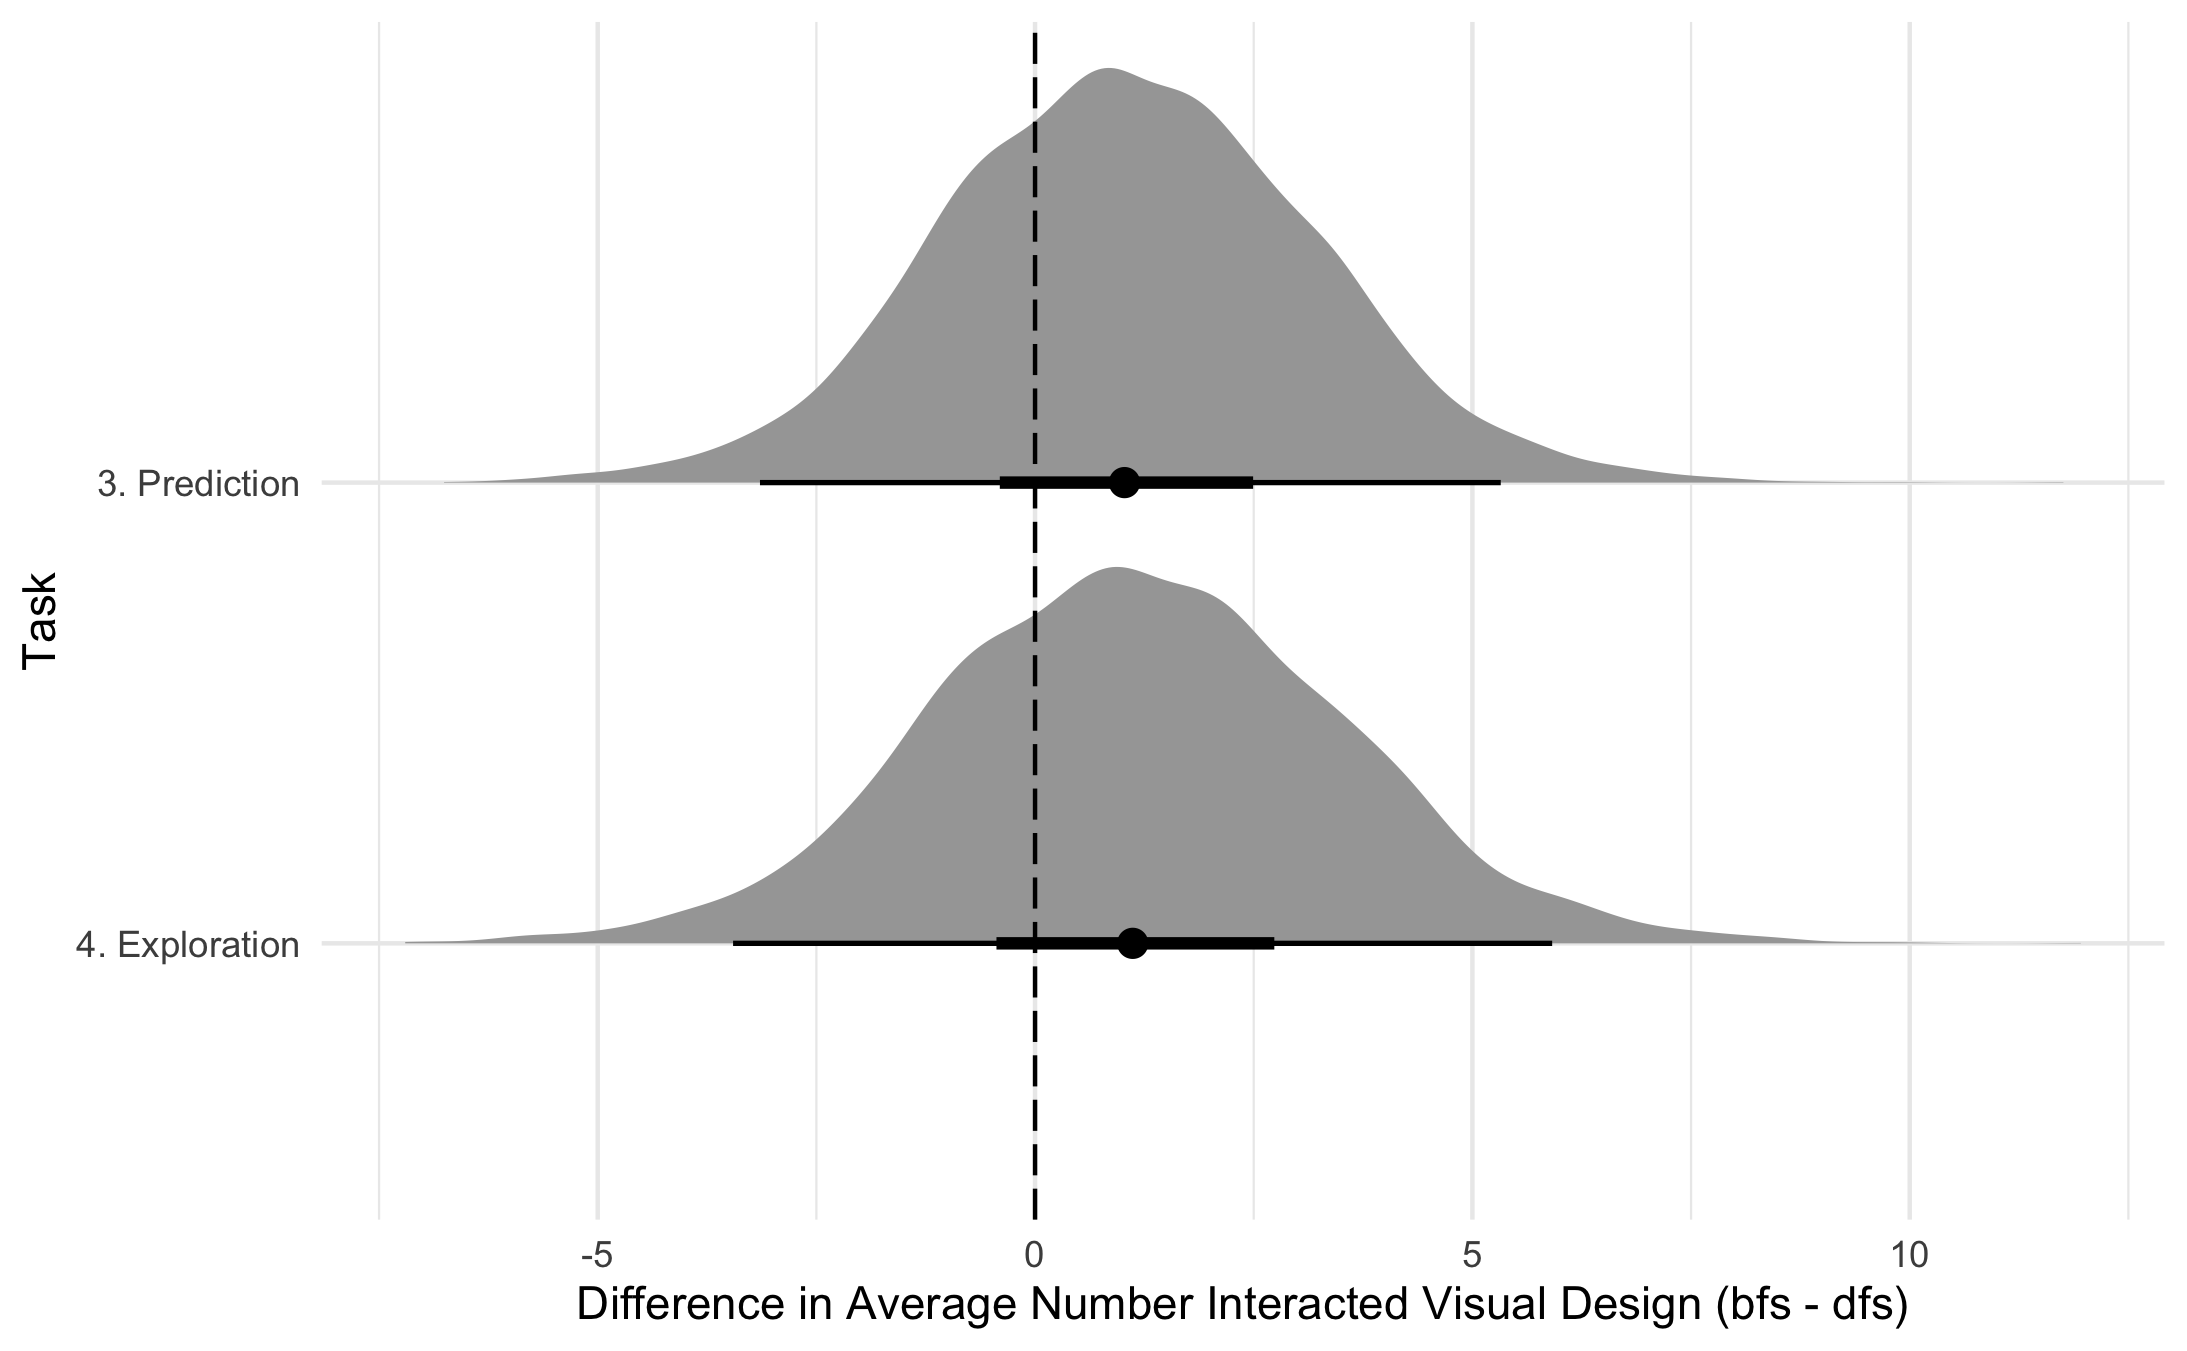 3. Prediction
Task
4. Exploration
-5 0 5 10
Difference in Average Number Interacted Visual Design (bfs - dfs)